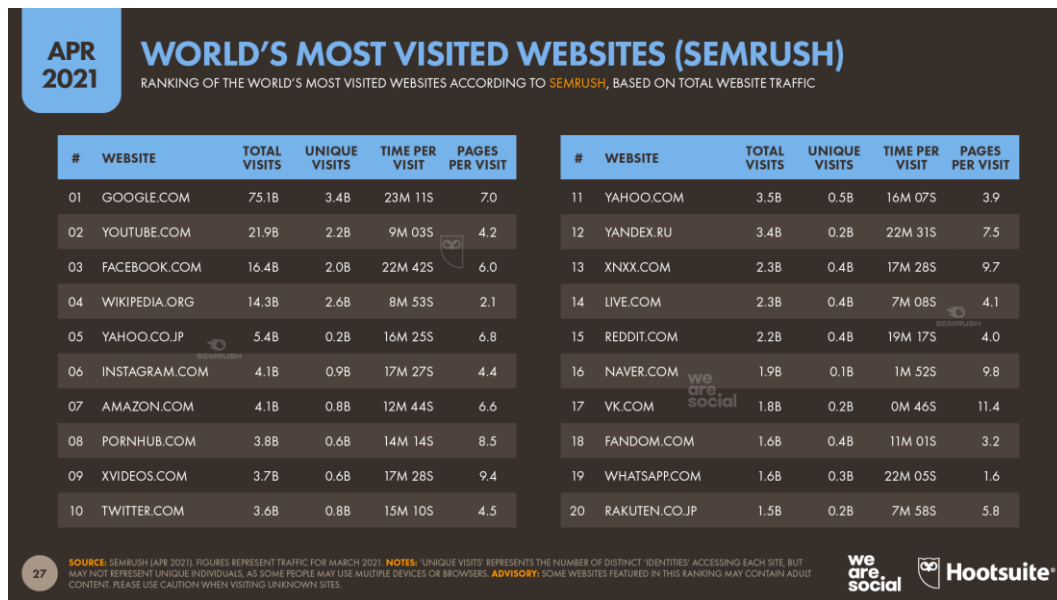 APR
2021
WORLD'S MOST VISITED WEBSITES (SEMRUSH)
RANKING OF THE WORLD'S MOST VISITED WEBSITES ACCORDING TO SEMRUSH, BASED ON TOTAL WEBSITE TRAFFIC
# WEBSITE TOTAL VISITS UNIQUE VISITS TIME PER VISIT PAGES PER VISIT
01 GOOGLE.COM 75.1B 3.4B 23M 11S 7.0
02 YOUTUBE.COM 21.9B 2.2B 9M 03S 4.2
03 FACEBOOK.COM 16.4B 2.0B 22M 42S 6.0
04 WIKIPEDIA.ORG 14.3B 2.6B 8M 53S 2.1
05 YAHOO.CO.JP 5.4B 0.2B 16M 25S 6.8
SEMRUSH
06 INSTAGRAM.COM 4.1B 0.9B 17M 27S 4.4
07 AMAZON.COM 4.1B 0.8B 12M 44S 6.6
08 PORNHUB.COM 3.8B 0.6B 14M 14S 8.5
09 XVIDEOS.COM 3.7B 0.6B 17M 28S 9.4
10 TWITTER.COM 3.6B 0.8B 15M 10S 4.5
# WEBSITE TOTAL VISITS UNIQUE VISITS TIME PER VISIT PAGES PER VISIT
11 YAHOO.COM 3.5B 0.5B 16M 07S 3.9
12 YANDEX.RU 3.4B 0.2B 22M 31S 7.5
13 XNXX.COM 2.3B 0.4B 17M 28S 9.7
14 LIVE.COM 2.3B 0.4B 7M 08S 4.1
SEMRUSH
15 REDDIT.COM 2.2B 0.4B 19M 17S 4.0
16 NAVER.COM 1.9B 0.1B 1M 52S 9.8
we
are
social
17 VK.COM 1.8B 0.2B 0M 46S 11.4
18 FANDOM.COM 1.6B 0.4B 11M 01S 3.2
19 WHATSAPP.COM 1.6B 0.3B 22M 05S 1.6
20 RAKUTEN.CO.JP 1.5B 0.2B 7M 58S 5.8
27
SOURCE: SEMRUSH (APR 2021). FIGURES REPRESENT TRAFFIC FOR MARCH 2021. NOTES: 'UNIQUE VISITS' REPRESENTS THE NUMBER OF DISTINCT 'IDENTITIES' ACCESSING EACH SITE, BUT
MAY NOT REPRESENT UNIQUE INDIVIDUALS, AS SOME PEOPLE MAY USE MULTIPLE DEVICES OR BROWSERS. ADVISORY: SOME WEBSITES FEATURED IN THIS RANKING MAY CONTAIN ADULT
CONTENT. PLEASE USE CAUTION WHEN VISITING UNKNOWN SITES.
we
are
social
Hootsuite®